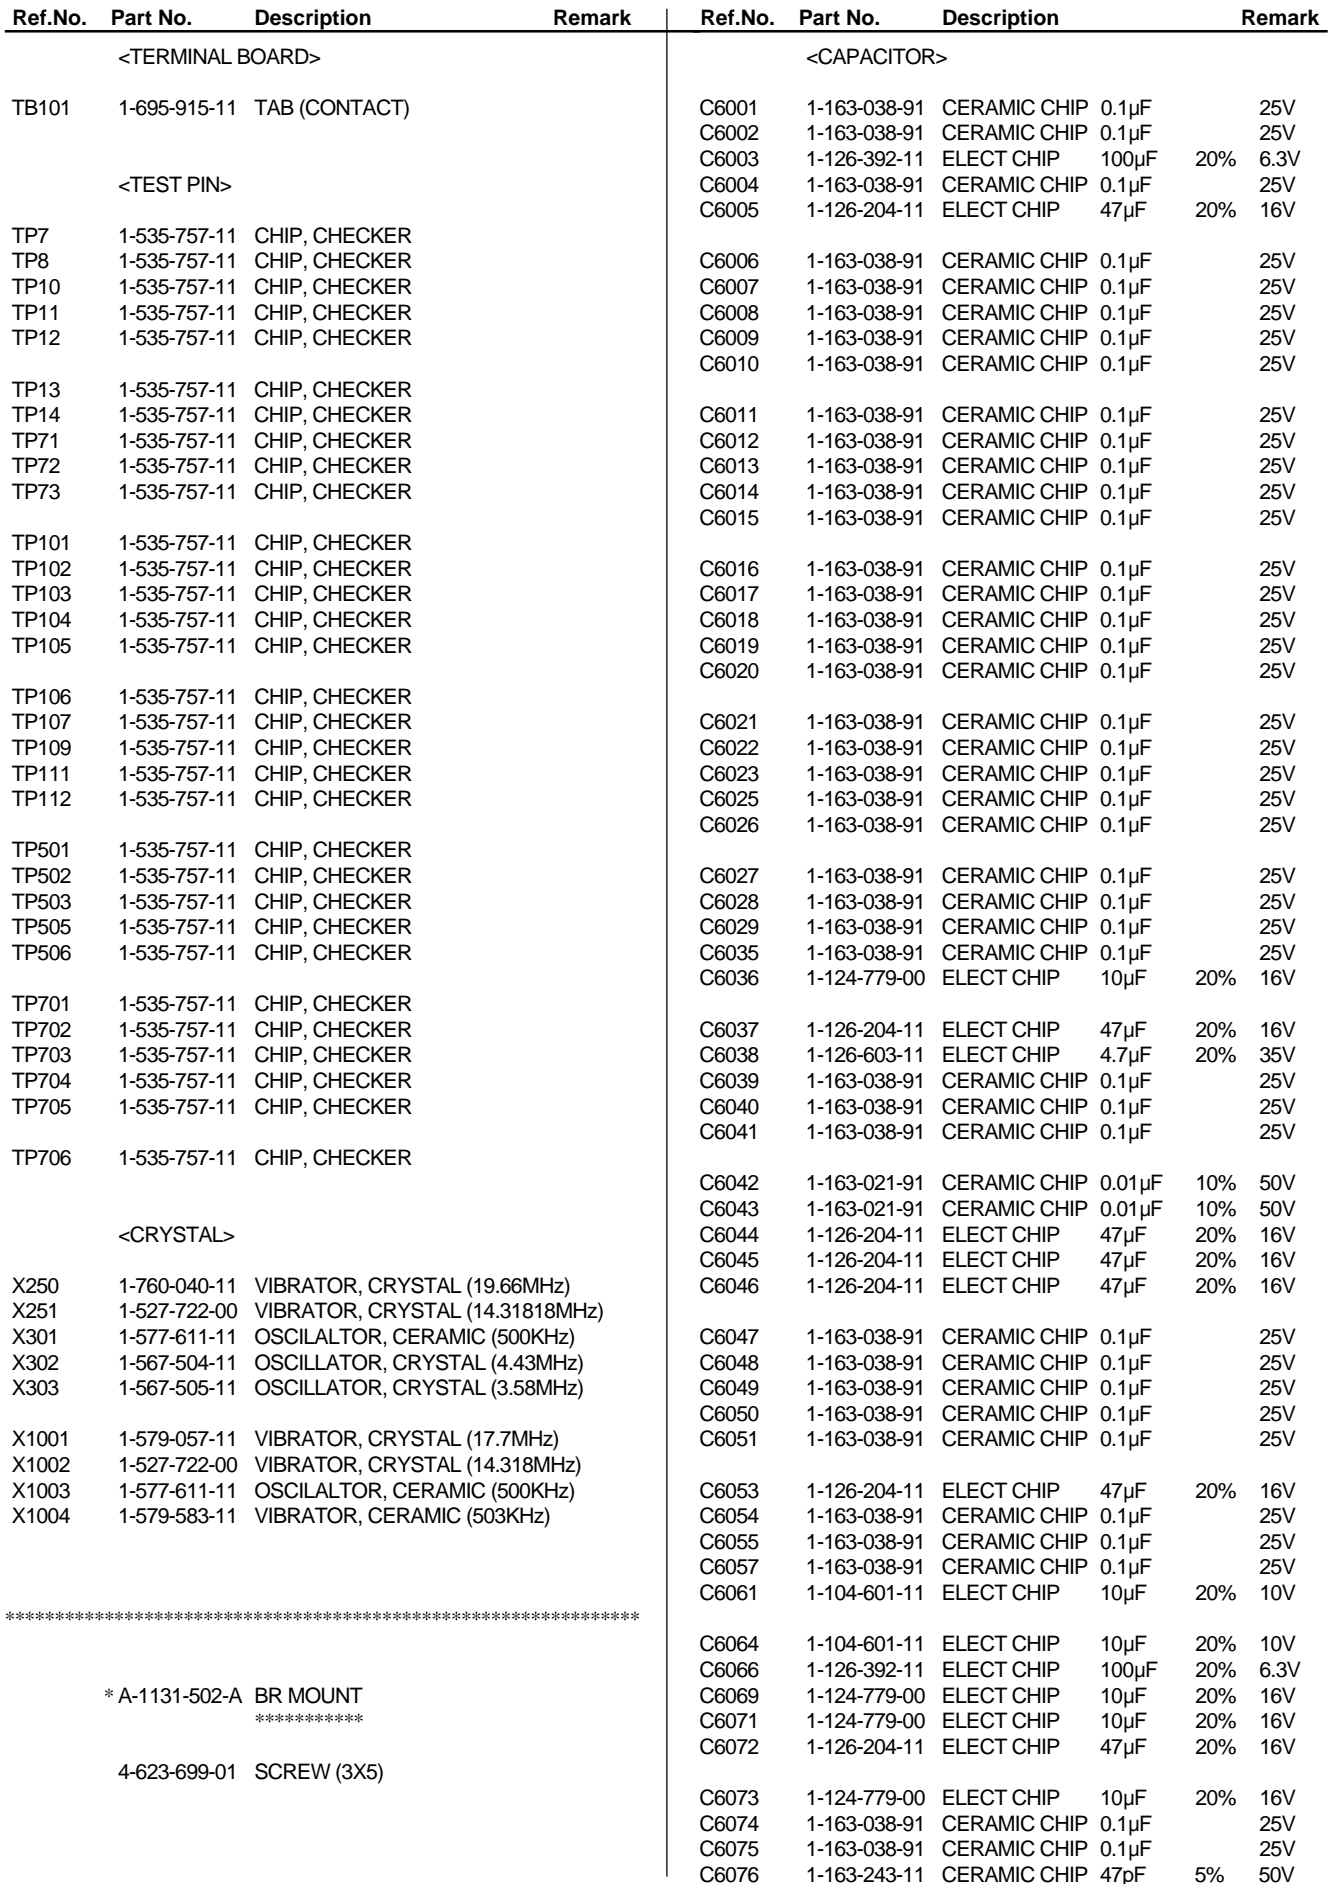 Ref.No. Part No. Description Remark
<TERMINAL BOARD>
TB101 1-695-915-11 TAB (CONTACT)
<TEST PIN>
TP7 1-535-757-11 CHIP, CHECKER
TP8 1-535-757-11 CHIP, CHECKER
TP10 1-535-757-11 CHIP, CHECKER
TP11 1-535-757-11 CHIP, CHECKER
TP12 1-535-757-11 CHIP, CHECKER
TP13 1-535-757-11 CHIP, CHECKER
TP14 1-535-757-11 CHIP, CHECKER
TP71 1-535-757-11 CHIP, CHECKER
TP72 1-535-757-11 CHIP, CHECKER
TP73 1-535-757-11 CHIP, CHECKER
TP101 1-535-757-11 CHIP, CHECKER
TP102 1-535-757-11 CHIP, CHECKER
TP103 1-535-757-11 CHIP, CHECKER
TP104 1-535-757-11 CHIP, CHECKER
TP105 1-535-757-11 CHIP, CHECKER
TP106 1-535-757-11 CHIP, CHECKER
TP107 1-535-757-11 CHIP, CHECKER
TP109 1-535-757-11 CHIP, CHECKER
TP111 1-535-757-11 CHIP, CHECKER
TP112 1-535-757-11 CHIP, CHECKER
TP501 1-535-757-11 CHIP, CHECKER
TP502 1-535-757-11 CHIP, CHECKER
TP503 1-535-757-11 CHIP, CHECKER
TP505 1-535-757-11 CHIP, CHECKER
TP506 1-535-757-11 CHIP, CHECKER
TP701 1-535-757-11 CHIP, CHECKER
TP702 1-535-757-11 CHIP, CHECKER
TP703 1-535-757-11 CHIP, CHECKER
TP704 1-535-757-11 CHIP, CHECKER
TP705 1-535-757-11 CHIP, CHECKER
TP706 1-535-757-11 CHIP, CHECKER
<CRYSTAL>
X250 1-760-040-11 VIBRATOR, CRYSTAL (19.66MHz)
X251 1-527-722-00 VIBRATOR, CRYSTAL (14.31818MHz)
X301 1-577-611-11 OSCILALTOR, CERAMIC (500KHz)
X302 1-567-504-11 OSCILLATOR, CRYSTAL (4.43MHz)
X303 1-567-505-11 OSCILLATOR, CRYSTAL (3.58MHz)
X1001 1-579-057-11 VIBRATOR, CRYSTAL (17.7MHz)
X1002 1-527-722-00 VIBRATOR, CRYSTAL (14.318MHz)
X1003 1-577-611-11 OSCILALTOR, CERAMIC (500KHz)
X1004 1-579-583-11 VIBRATOR, CERAMIC (503KHz)
****************************************************************
* A-1131-502-A BR MOUNT
***********
4-623-699-01 SCREW (3X5)
Ref.No. Part No. Description Remark
<CAPACITOR>
C6001 1-163-038-91 CERAMIC CHIP 0.1µF 25V
C6002 1-163-038-91 CERAMIC CHIP 0.1µF 25V
C6003 1-126-392-11 ELECT CHIP 100µF 20% 6.3V
C6004 1-163-038-91 CERAMIC CHIP 0.1µF 25V
C6005 1-126-204-11 ELECT CHIP 47µF 20% 16V
C6006 1-163-038-91 CERAMIC CHIP 0.1µF 25V
C6007 1-163-038-91 CERAMIC CHIP 0.1µF 25V
C6008 1-163-038-91 CERAMIC CHIP 0.1µF 25V
C6009 1-163-038-91 CERAMIC CHIP 0.1µF 25V
C6010 1-163-038-91 CERAMIC CHIP 0.1µF 25V
C6011 1-163-038-91 CERAMIC CHIP 0.1µF 25V
C6012 1-163-038-91 CERAMIC CHIP 0.1µF 25V
C6013 1-163-038-91 CERAMIC CHIP 0.1µF 25V
C6014 1-163-038-91 CERAMIC CHIP 0.1µF 25V
C6015 1-163-038-91 CERAMIC CHIP 0.1µF 25V
C6016 1-163-038-91 CERAMIC CHIP 0.1µF 25V
C6017 1-163-038-91 CERAMIC CHIP 0.1µF 25V
C6018 1-163-038-91 CERAMIC CHIP 0.1µF 25V
C6019 1-163-038-91 CERAMIC CHIP 0.1µF 25V
C6020 1-163-038-91 CERAMIC CHIP 0.1µF 25V
C6021 1-163-038-91 CERAMIC CHIP 0.1µF 25V
C6022 1-163-038-91 CERAMIC CHIP 0.1µF 25V
C6023 1-163-038-91 CERAMIC CHIP 0.1µF 25V
C6025 1-163-038-91 CERAMIC CHIP 0.1µF 25V
C6026 1-163-038-91 CERAMIC CHIP 0.1µF 25V
C6027 1-163-038-91 CERAMIC CHIP 0.1µF 25V
C6028 1-163-038-91 CERAMIC CHIP 0.1µF 25V
C6029 1-163-038-91 CERAMIC CHIP 0.1µF 25V
C6035 1-163-038-91 CERAMIC CHIP 0.1µF 25V
C6036 1-124-779-00 ELECT CHIP 10µF 20% 16V
C6037 1-126-204-11 ELECT CHIP 47µF 20% 16V
C6038 1-126-603-11 ELECT CHIP 4.7µF 20% 35V
C6039 1-163-038-91 CERAMIC CHIP 0.1µF 25V
C6040 1-163-038-91 CERAMIC CHIP 0.1µF 25V
C6041 1-163-038-91 CERAMIC CHIP 0.1µF 25V
C6042 1-163-021-91 CERAMIC CHIP 0.01µF 10% 50V
C6043 1-163-021-91 CERAMIC CHIP 0.01µF 10% 50V
C6044 1-126-204-11 ELECT CHIP 47µF 20% 16V
C6045 1-126-204-11 ELECT CHIP 47µF 20% 16V
C6046 1-126-204-11 ELECT CHIP 47µF 20% 16V
C6047 1-163-038-91 CERAMIC CHIP 0.1µF 25V
C6048 1-163-038-91 CERAMIC CHIP 0.1µF 25V
C6049 1-163-038-91 CERAMIC CHIP 0.1µF 25V
C6050 1-163-038-91 CERAMIC CHIP 0.1µF 25V
C6051 1-163-038-91 CERAMIC CHIP 0.1µF 25V
C6053 1-126-204-11 ELECT CHIP 47µF 20% 16V
C6054 1-163-038-91 CERAMIC CHIP 0.1µF 25V
C6055 1-163-038-91 CERAMIC CHIP 0.1µF 25V
C6057 1-163-038-91 CERAMIC CHIP 0.1µF 25V
C6061 1-104-601-11 ELECT CHIP 10µF 20% 10V
C6064 1-104-601-11 ELECT CHIP 10µF 20% 10V
C6066 1-126-392-11 ELECT CHIP 100µF 20% 6.3V
C6069 1-124-779-00 ELECT CHIP 10µF 20% 16V
C6071 1-124-779-00 ELECT CHIP 10µF 20% 16V
C6072 1-126-204-11 ELECT CHIP 47µF 20% 16V
C6073 1-124-779-00 ELECT CHIP 10µF 20% 16V
C6074 1-163-038-91 CERAMIC CHIP 0.1µF 25V
C6075 1-163-038-91 CERAMIC CHIP 0.1µF 25V
C6076 1-163-243-11 CERAMIC CHIP 47pF 5% 50V